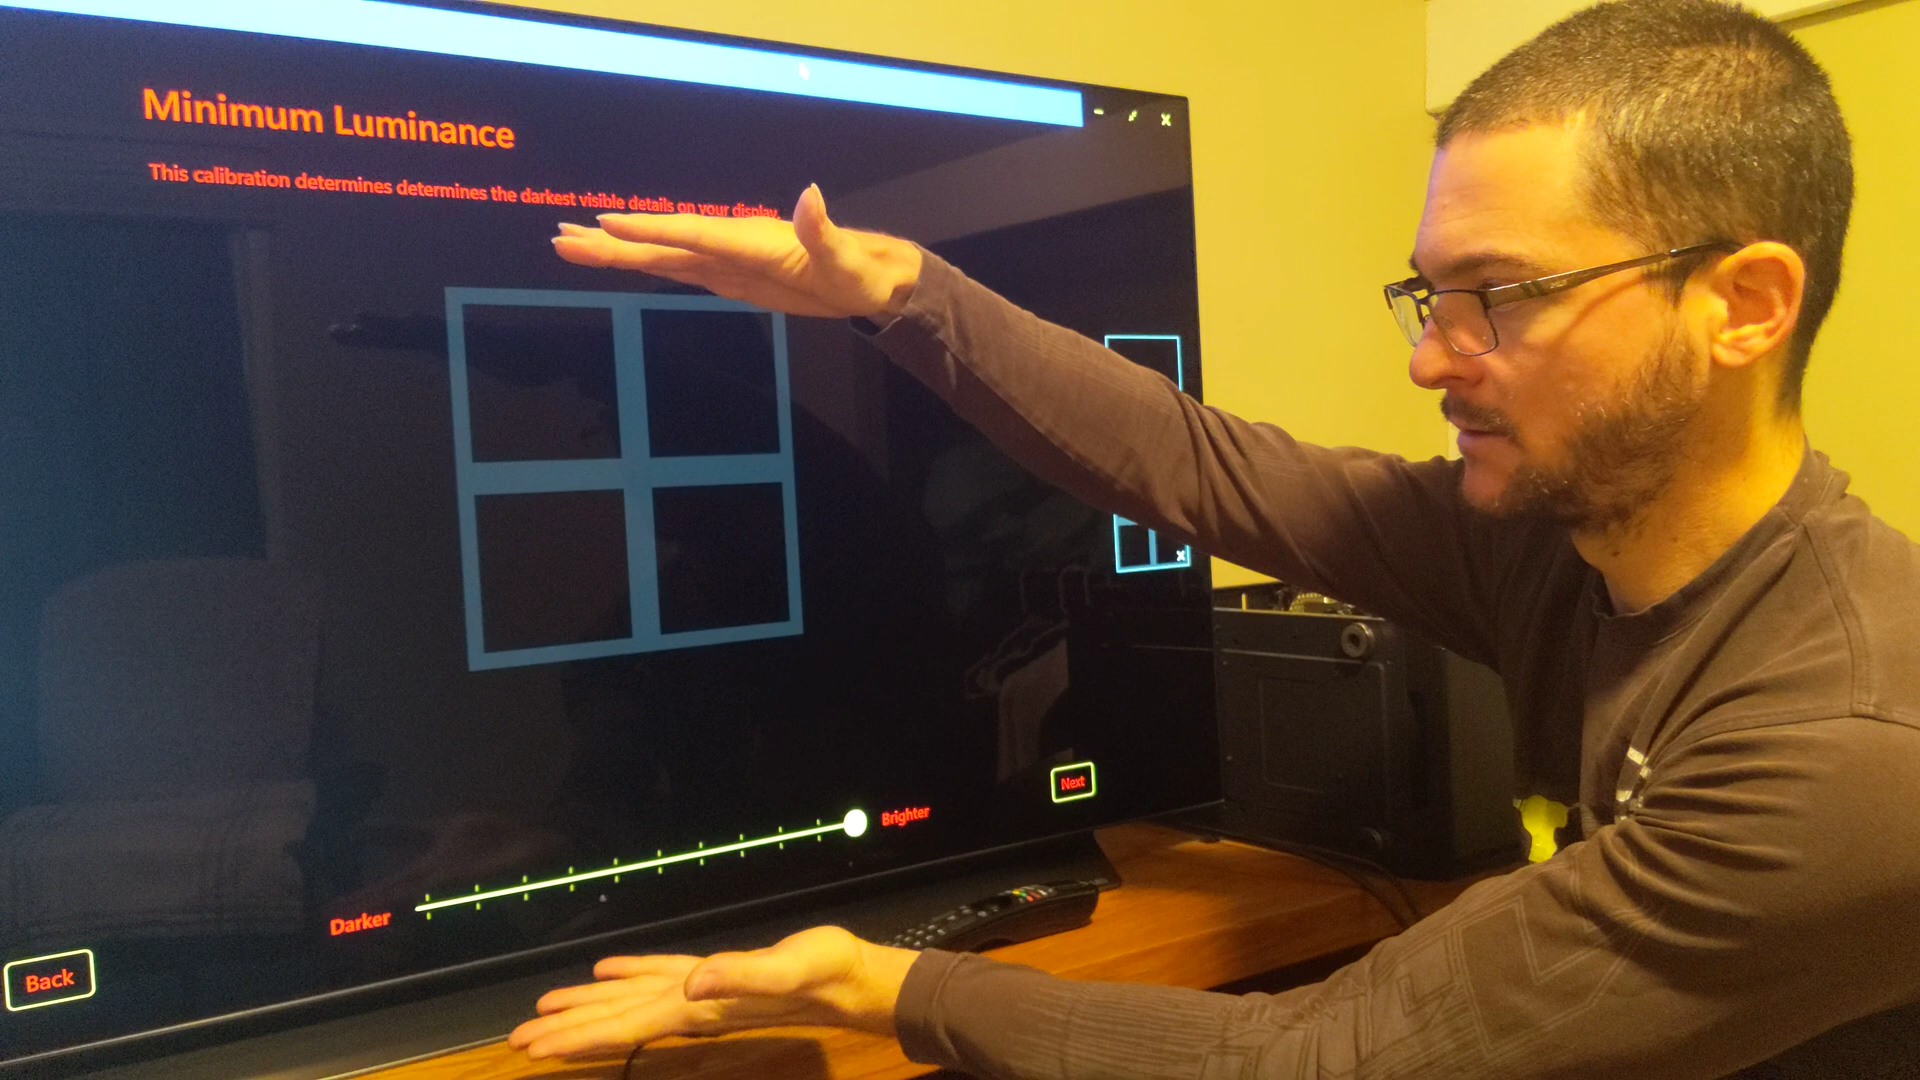 Minimum Luminance
This calibration determines determines the darkest visible details on your display.
Next
Brighter
Darker
Back